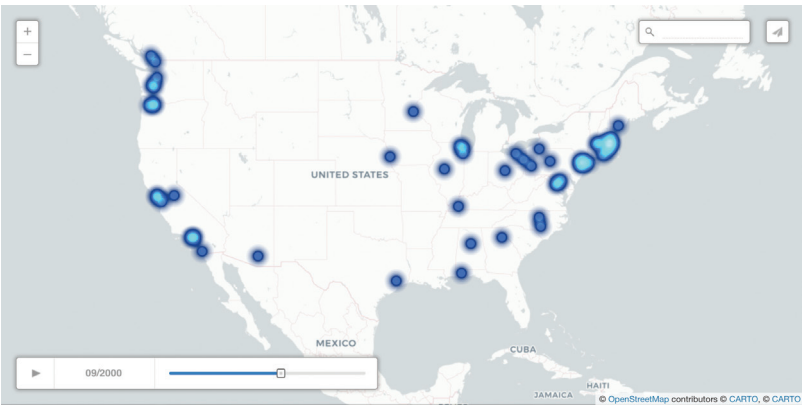 +
−
UNITED STATES
MEXICO
CUBA
09/2000
HAITI
JAMAICA
© OpenStreetMap contributors © CARTO, © CARTO